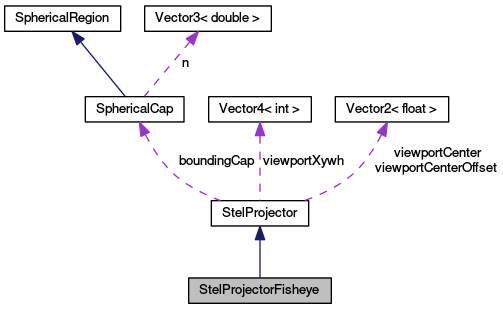 SphericalRegion
Vector3< double >
n
SphericalCap
Vector4< int >
Vector2< float >
boundingCap
viewportXywh
viewportCenter
viewportCenterOffset
StelProjector
StelProjectorFisheye